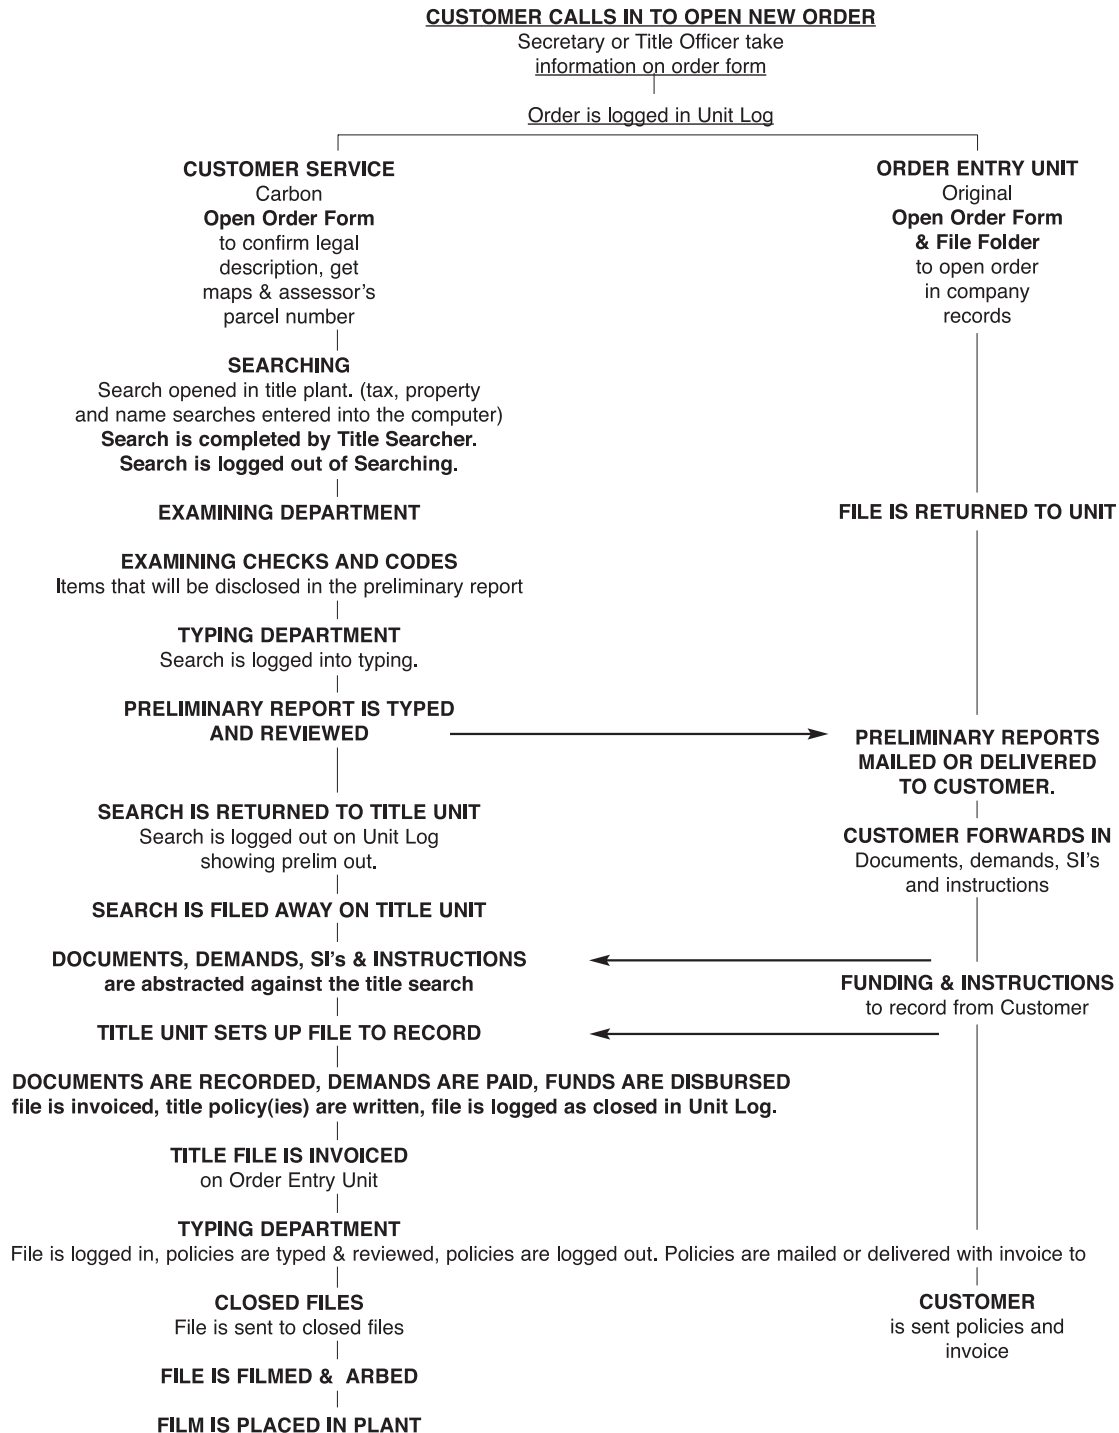 CUSTOMER CALLS IN TO OPEN NEW ORDER
Secretary or Title Officer take
information on order form
Order is logged in Unit Log
CUSTOMER SERVICE
Carbon
Open Order Form
to confirm legal
description, get
maps & assessor's
parcel number
ORDER ENTRY UNIT
Original
Open Order Form
& File Folder
to open order
in company
records
SEARCHING
Search opened in title plant. (tax, property
and name searches entered into the computer)
Search is completed by Title Searcher.
Search is logged out of Searching.
EXAMINING DEPARTMENT
FILE IS RETURNED TO UNIT
EXAMINING CHECKS AND CODES
Items that will be disclosed in the preliminary report
TYPING DEPARTMENT
Search is logged into typing.
PRELIMINARY REPORT IS TYPED
AND REVIEWED
PRELIMINARY REPORTS
MAILED OR DELIVERED
TO CUSTOMER.
SEARCH IS RETURNED TO TITLE UNIT
Search is logged out on Unit Log
showing prelim out.
CUSTOMER FORWARDS IN
Documents, demands, SI's
and instructions
SEARCH IS FILED AWAY ON TITLE UNIT
DOCUMENTS, DEMANDS, SI's & INSTRUCTIONS
are abstracted against the title search
FUNDING & INSTRUCTIONS
to record from Customer
TITLE UNIT SETS UP FILE TO RECORD
DOCUMENTS ARE RECORDED, DEMANDS ARE PAID, FUNDS ARE DISBURSED
file is invoiced, title policy(ies) are written, file is logged as closed in Unit Log.
TITLE FILE IS INVOICED
on Order Entry Unit
TYPING DEPARTMENT
File is logged in, policies are typed & reviewed, policies are logged out. Policies are mailed or delivered with invoice to
CLOSED FILES
File is sent to closed files
CUSTOMER
is sent policies and
invoice
FILE IS FILMED & ARBED
FILM IS PLACED IN PLANT